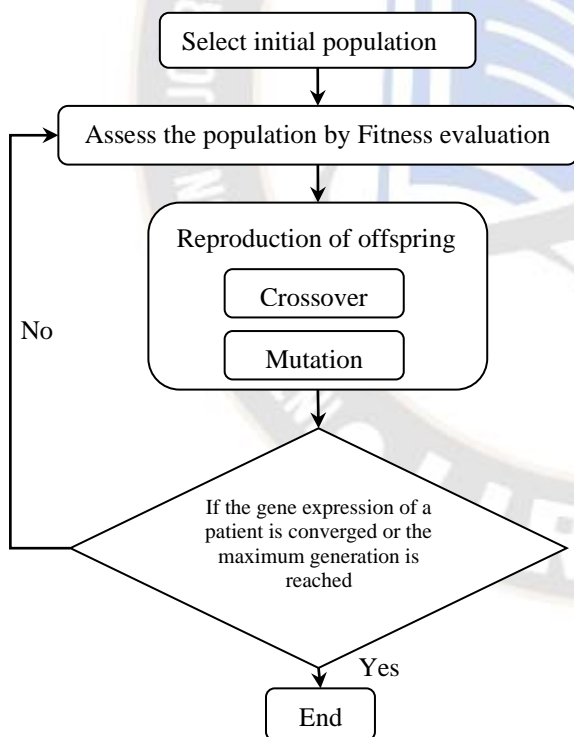 Select initial population
Assess the population by Fitness evaluation
Reproduction of offspring
Crossover
Mutation
No
If the gene expression of a
patient is converged or the
maximum generation is
reached
Yes
End